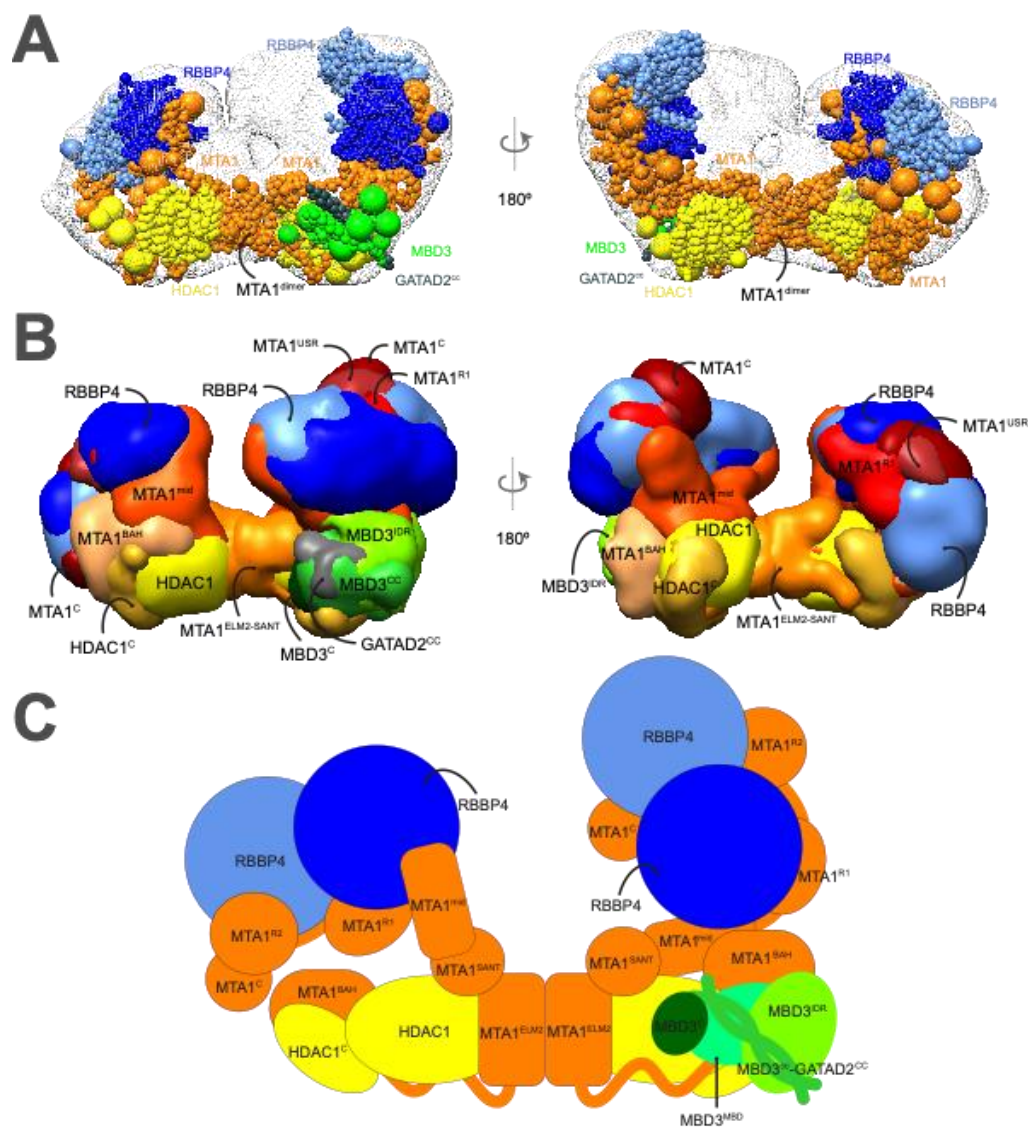 A
RBBP4
RBBP4
MTA1
MTA1
HDAC1
MTA1dimer
MBD3
GATAD2cc
180º
RBBP4
RBBP4
MTA1
MBD3
GATAD2cc
HDAC1
MTA1dimer
MTA1
B
MTA1USR
MTA1C
MTA1R1
RBBP4
RBBP4
MTA1mid
MTA1BAH
HDAC1
MBD3IDR
MBD3CC
MTA1C
HDAC1C
MTA1ELM2-SANT
MBD3C
GATAD2CC
180º
MTA1C
RBBP4
MTA1USR
MTA1R1
MTA1mid
HDAC1
MTA1BAH
MBD3IDR
HDAC1C
MTA1ELM2-SANT
RBBP4
C
RBBP4
MTA1R2
RBBP4
MTA1C
RBBP4
MTA1R1
RBBP4
MTA1mid
MTA1R1
MTA1R2
MTA1mid
MTA1SANT
MTA1SANT
MTA1BAH
MTA1C
MTA1BAH
HDAC1
MTA1ELM2
MTA1ELM2
MBD3C
MBD3IDR
HDAC1C
MBD3cc-GATAD2CC
MBD3MBD